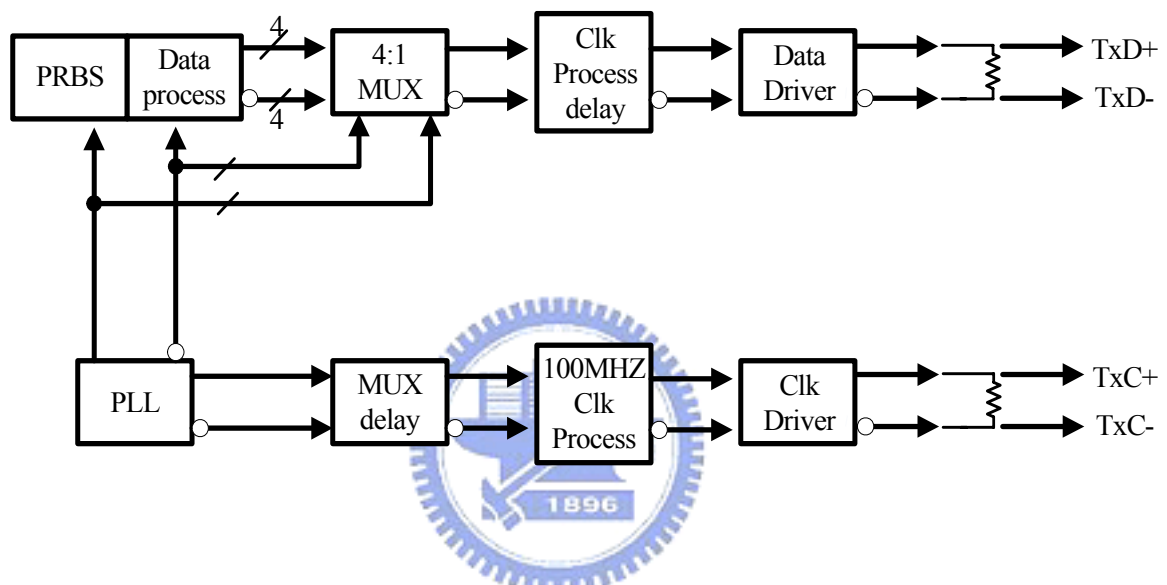 4
PRBS
Data
process
4
4:1
MUX
Clk
Process
delay
Data
Driver
TxD+
TxD-
PLL
MUX
delay
100MHZ
Clk
Process
Clk
Driver
TxC+
TxC-
1896